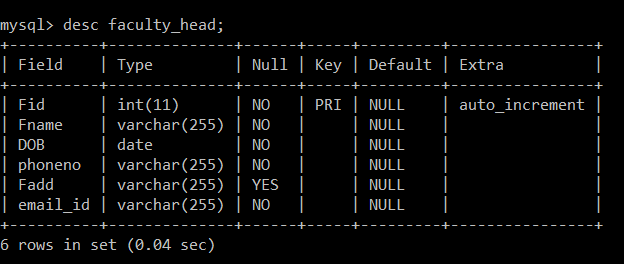 mysql> desc faculty_head;
+----------+--------------+------+-----+---------+----------------+
| Field    | Type         | Null | Key | Default | Extra          |
+----------+--------------+------+-----+---------+----------------+
| Fid      | int(11)      | NO   | PRI | NULL    | auto_increment |
| Fname    | varchar(255) | NO   |     | NULL    |                |
| DOB      | date         | NO   |     | NULL    |                |
| phoneno  | varchar(255) | NO   |     | NULL    |                |
| Fadd     | varchar(255) | YES  |     | NULL    |                |
| email_id | varchar(255) | NO   |     | NULL    |                |
+----------+--------------+------+-----+---------+----------------+
6 rows in set (0.04 sec)